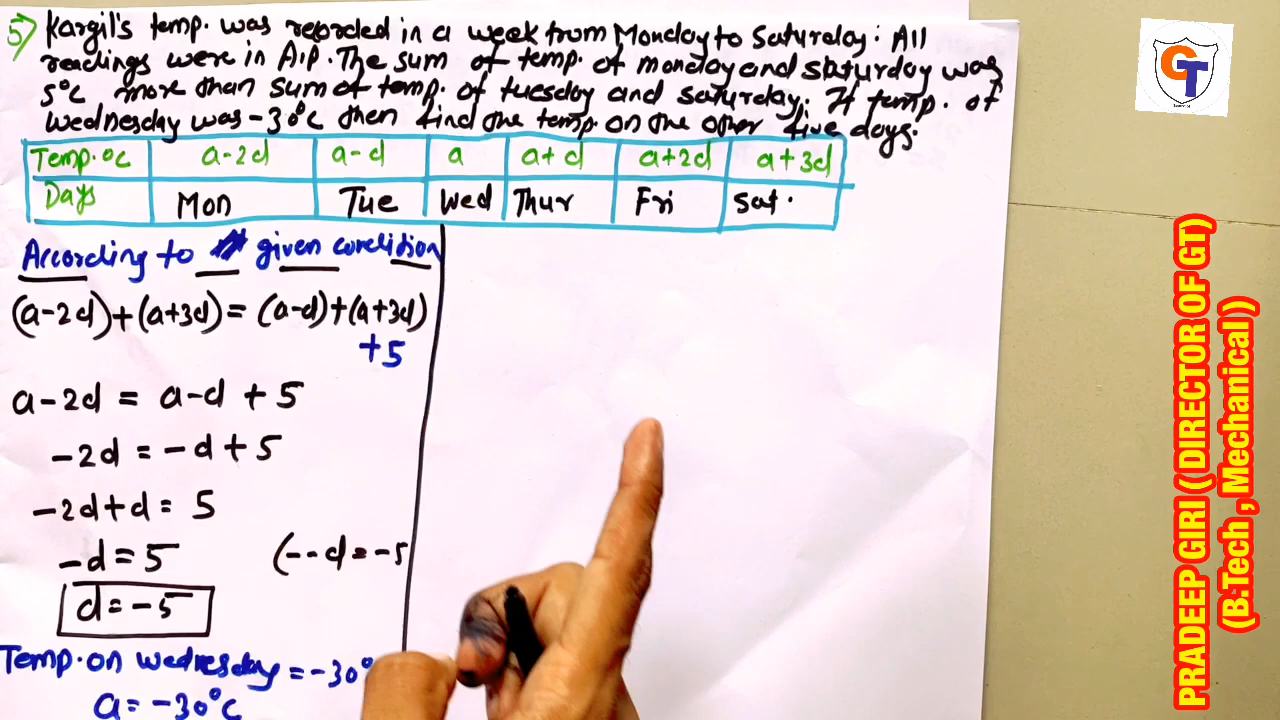 5) Kargil's temp. was recorded in a week from Monday to Saturday. All
readings were in A.P. The sum of temp. of monday and saturday was
5°C more than sum of temp. of tuesday and saturday. If temp. of
Wednesday was -30°C then find the temp. on the other five days.
Temp. °C a-2d a-d a a+d a+2d a+3d
Days Mon Tue Wed Thur Fri Sat.
According to given condition
(a-2d)+(a+3d)= (a-d)+(a+3d)
+5
a-2d = a-d + 5
-2d = -d + 5
-2d+d = 5
-d = 5 (--d = -5
d = -5
Temp. on wednesday = -30°
a = -30°C
GT
PRADEEP GIRI ( DIRECTOR OF GT)
(B.Tech , Mechanical )